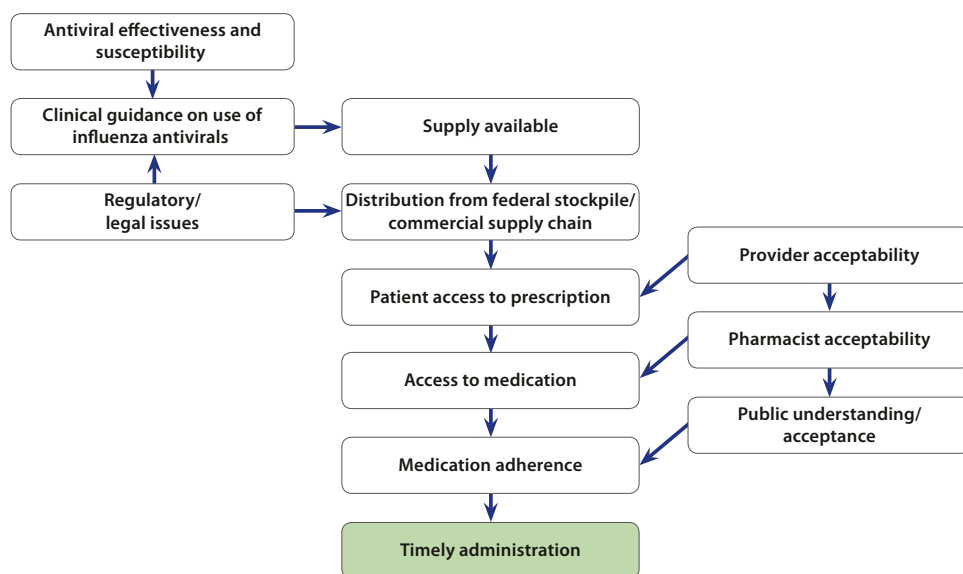 Antiviral effectiveness and
susceptibility
Clinical guidance on use of
influenza antivirals
Supply available
Regulatory/
legal issues
Distribution from federal stockpile/
commercial supply chain
Provider acceptability
Patient access to prescription
Pharmacist acceptability
Access to medication
Public understanding/
acceptance
Medication adherence
Timely administration